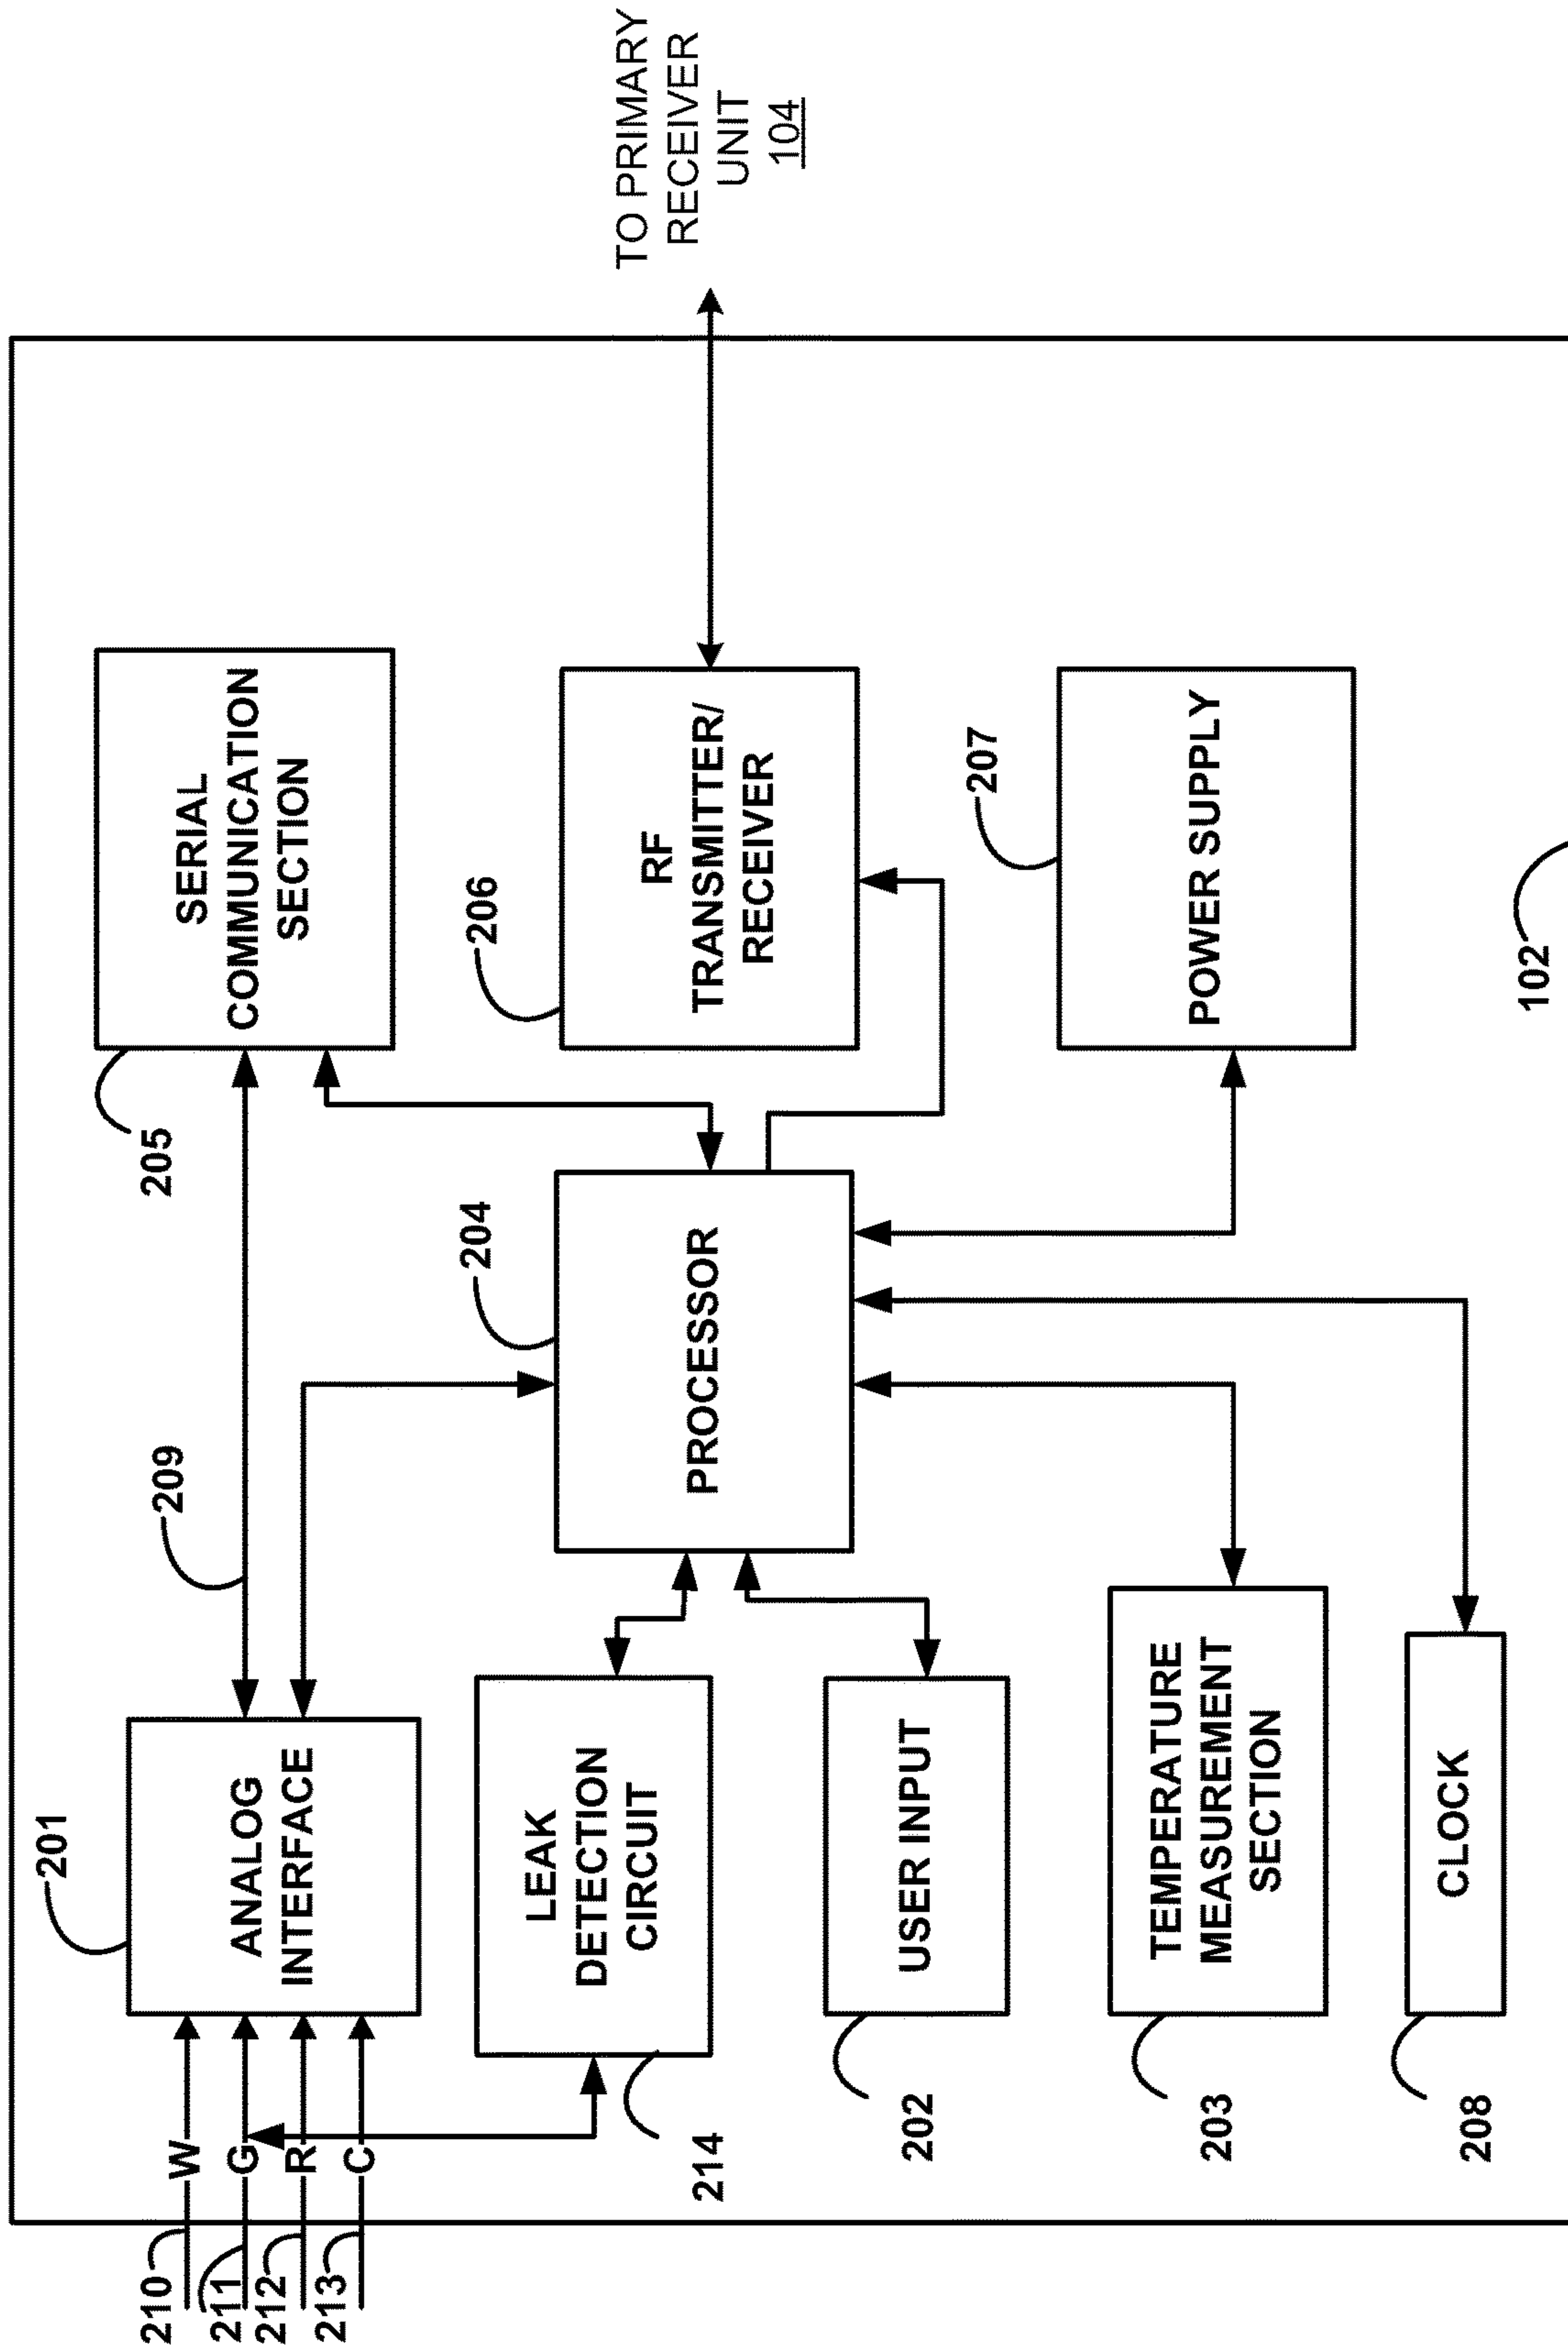 210
W
211
G
212
R
213
C
201
ANALOG
INTERFACE
209
205
SERIAL
COMMUNICATION
SECTION
214
LEAK
DETECTION
CIRCUIT
204
PROCESSOR
206
RF
TRANSMITTER/
RECEIVER
TO PRIMARY
RECEIVER
UNIT
104
202
USER INPUT
203
TEMPERATURE
MEASUREMENT
SECTION
207
POWER SUPPLY
208
CLOCK
102